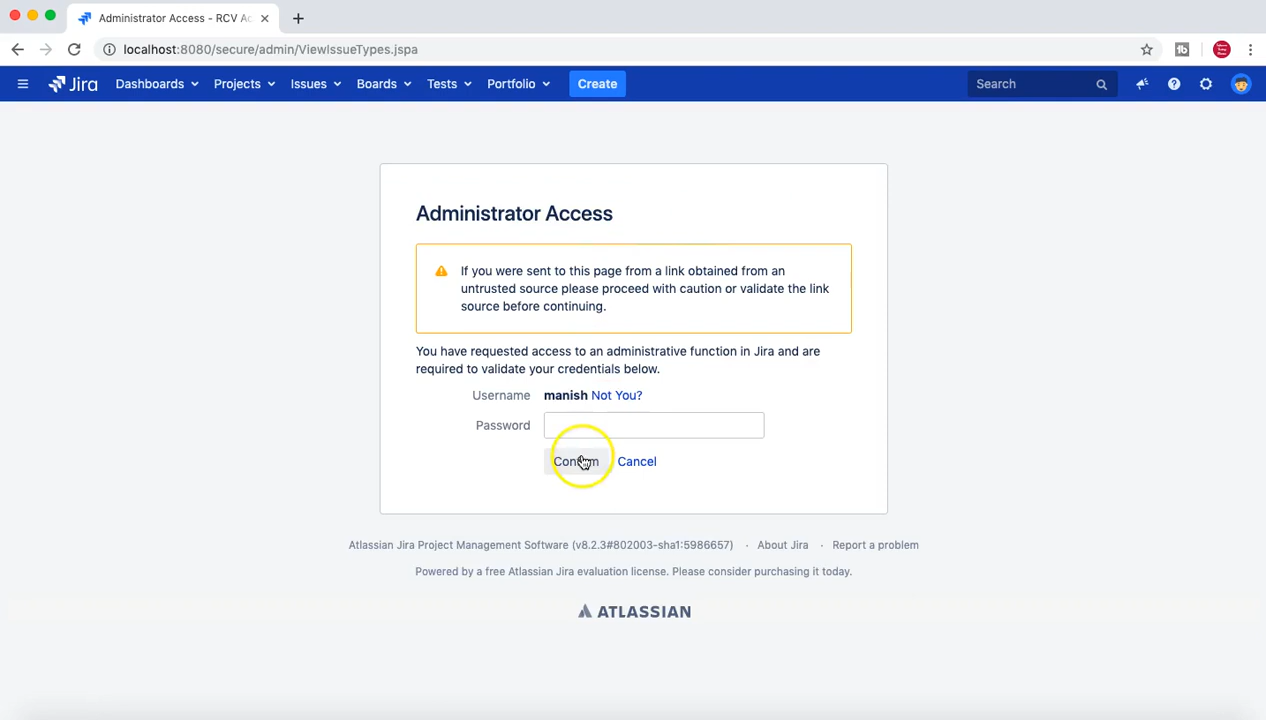 Administrator Access - RCV Ac
localhost:8080/secure/admin/ViewIssueTypes.jspa
Jira Dashboards Projects Issues Boards Tests Portfolio Create Search
Administrator Access
If you were sent to this page from a link obtained from an
untrusted source please proceed with caution or validate the link
source before continuing.
You have requested access to an administrative function in Jira and are
required to validate your credentials below.
Username manish Not You?
Password
Confirm Cancel
Atlassian Jira Project Management Software (v8.2.3#802003-sha1:5986657) · About Jira · Report a problem
Powered by a free Atlassian Jira evaluation license. Please consider purchasing it today.
ATLASSIAN